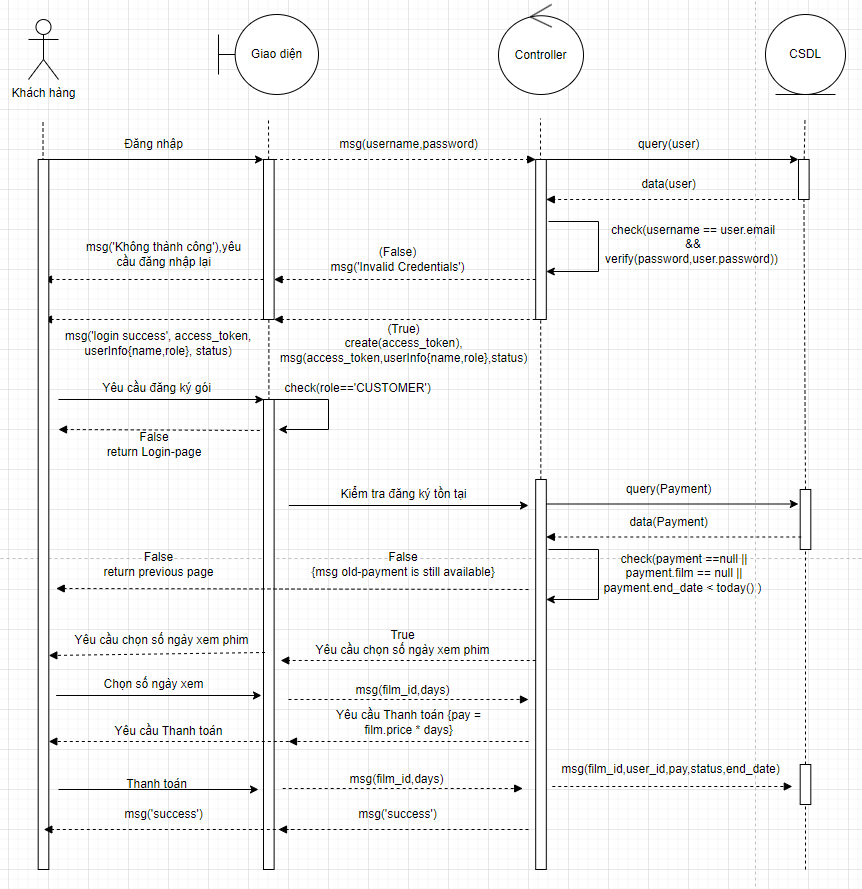 Khách hàng
Giao diện
Controller
CSDL
Đăng nhập
msg(username,password)
query(user)
data(user)
check(username == user.email
&&
verify(password,user.password))
msg('Không thành công'),yêu
cầu đăng nhập lại
(False)
msg('Invalid Credentials')
msg('login success', access_token,
userInfo{name,role}, status)
(True)
create(access_token),
msg(access_token,userInfo{name,role},status)
Yêu cầu đăng ký gói
check(role=='CUSTOMER')
False
return Login-page
Kiểm tra đăng ký tồn tại
query(Payment)
data(Payment)
check(payment ==null ||
payment.film == null ||
payment.end_date < today() )
False
return previous page
False
{msg old-payment is still available}
Yêu cầu chọn số ngày xem phim
True
Yêu cầu chọn số ngày xem phim
Chọn số ngày xem
msg(film_id,days)
Yêu cầu Thanh toán
Yêu cầu Thanh toán {pay =
film.price * days}
Thanh toán
msg(film_id,days)
msg(film_id,user_id,pay,status,end_date)
msg('success')
msg('success')